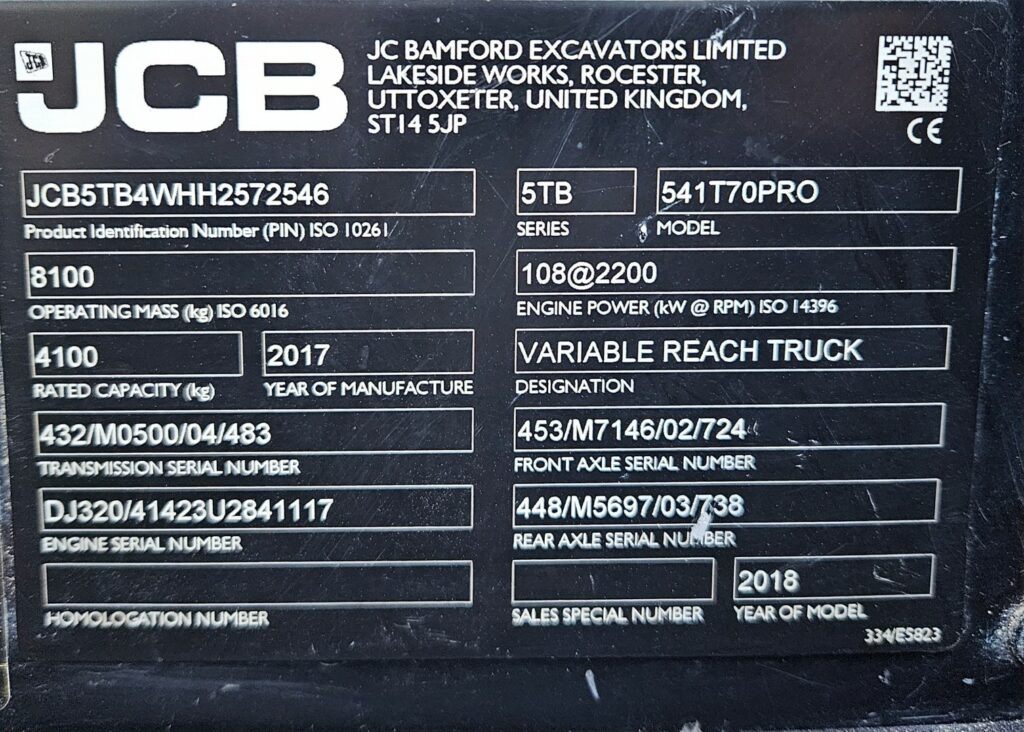 JCB
JC BAMFORD EXCAVATORS LIMITED
LAKESIDE WORKS, ROCESTER,
UTTOXETER, UNITED KINGDOM,
ST14 5JP
CE
JCB5TB4WHH2572546
Product Identification Number (PIN) ISO 10261
5TB
SERIES
541T70PRO
MODEL
8100
OPERATING MASS (kg) ISO 6016
108@2200
ENGINE POWER (kW @ RPM) ISO 14396
4100
RATED CAPACITY (kg)
2017
YEAR OF MANUFACTURE
VARIABLE REACH TRUCK
DESIGNATION
432/M0500/04/483
TRANSMISSION SERIAL NUMBER
453/M7146/02/724
FRONT AXLE SERIAL NUMBER
DJ320/41423U2841117
ENGINE SERIAL NUMBER
448/M5697/03/738
REAR AXLE SERIAL NUMBER
HOMOLOGATION NUMBER
SALES SPECIAL NUMBER
2018
YEAR OF MODEL
334/E5823